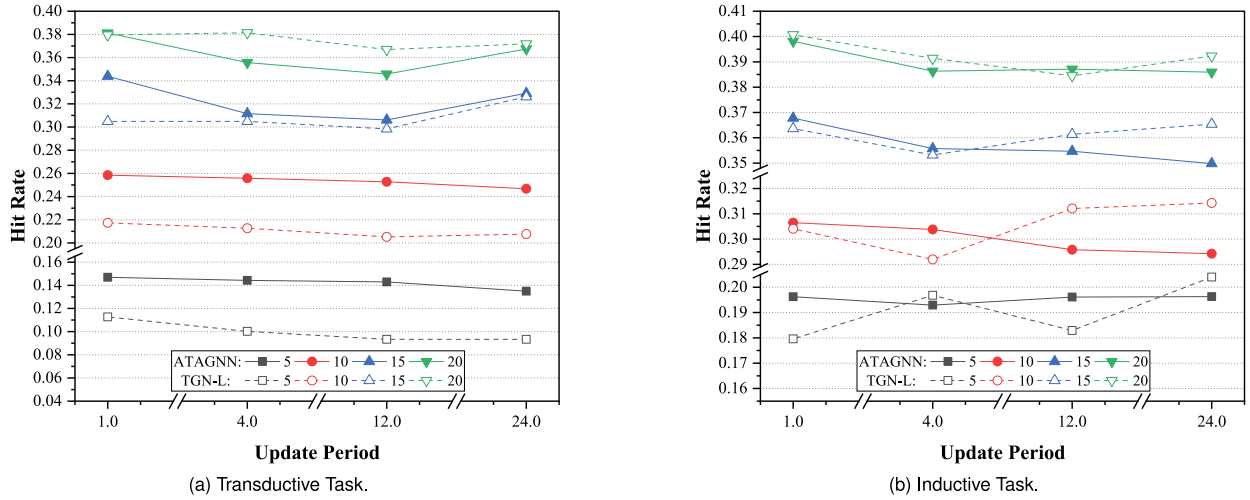 0.40
0.38
0.36
0.34
0.32
0.30
0.26
0.24
0.22
0.20
0.16
0.14
0.12
0.10
0.08
0.06
0.04
Hit Rate
ATAGNN: 5 10 15 20
TGN-L: 5 10 15 20
1.0 4.0 12.0 24.0
Update Period
(a) Transductive Task.
0.41
0.40
0.39
0.38
0.37
0.36
0.35
0.32
0.31
0.30
0.29
0.20
0.19
0.18
0.17
0.16
Hit Rate
ATAGNN: 5 10 15 20
TGN-L: 5 10 15 20
1.0 4.0 12.0 24.0
Update Period
(b) Inductive Task.